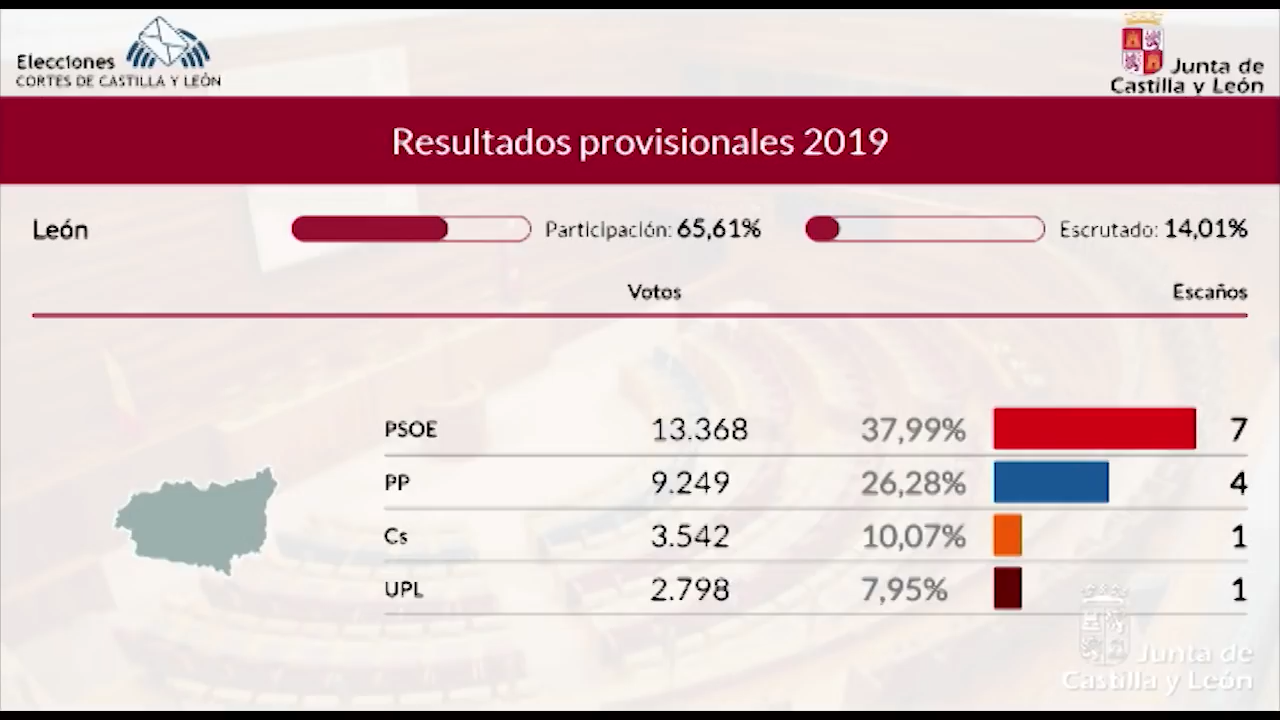 Elecciones
CORTES DE CASTILLA Y LEÓN
Junta de
Castilla y León
Resultados provisionales 2019
León Participación: 65,61% Escrutado: 14,01%
Votos Escaños
PSOE 13.368 37,99% 7
PP 9.249 26,28% 4
Cs 3.542 10,07% 1
UPL 2.798 7,95% 1
Junta de
Castilla y León